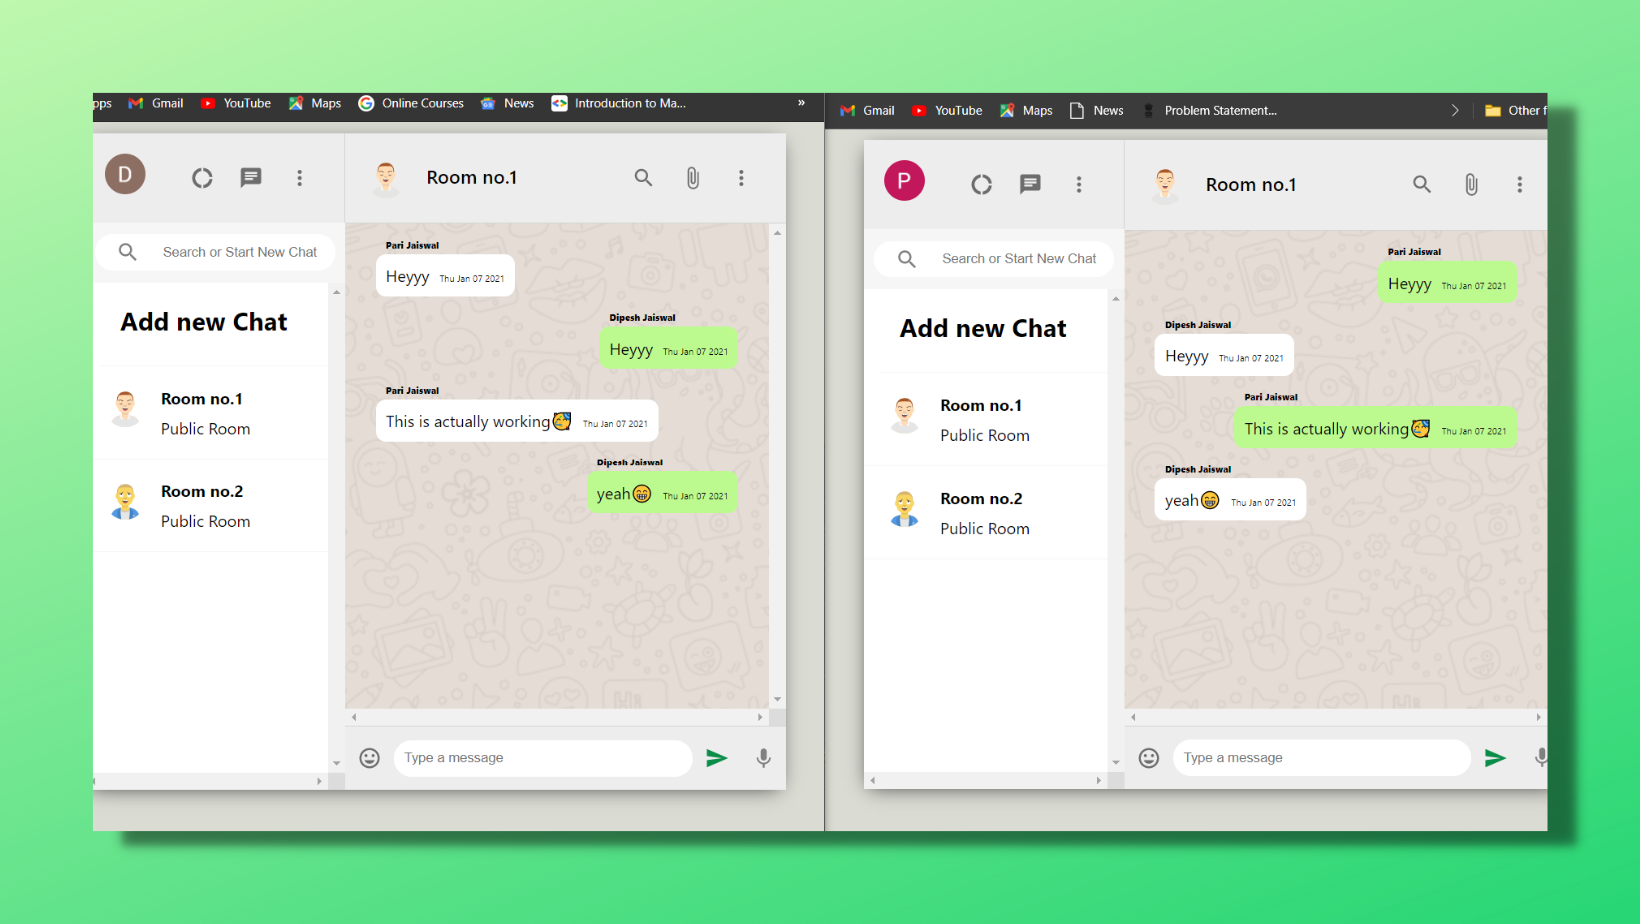 pps Gmail YouTube Maps Online Courses News Introduction to Ma... »
D
Room no.1
Search or Start New Chat
Add new Chat
Room no.1
Public Room
Room no.2
Public Room
Pari Jaiswal
Heyyy Thu Jan 07 2021
Dipesh Jaiswal
Heyyy Thu Jan 07 2021
Pari Jaiswal
This is actually working🥳 Thu Jan 07 2021
Dipesh Jaiswal
yeah😁 Thu Jan 07 2021
Type a message
Gmail YouTube Maps News Problem Statement... Other f
P
Room no.1
Search or Start New Chat
Add new Chat
Room no.1
Public Room
Room no.2
Public Room
Pari Jaiswal
Heyyy Thu Jan 07 2021
Dipesh Jaiswal
Heyyy Thu Jan 07 2021
Pari Jaiswal
This is actually working🥳 Thu Jan 07 2021
Dipesh Jaiswal
yeah😁 Thu Jan 07 2021
Type a message